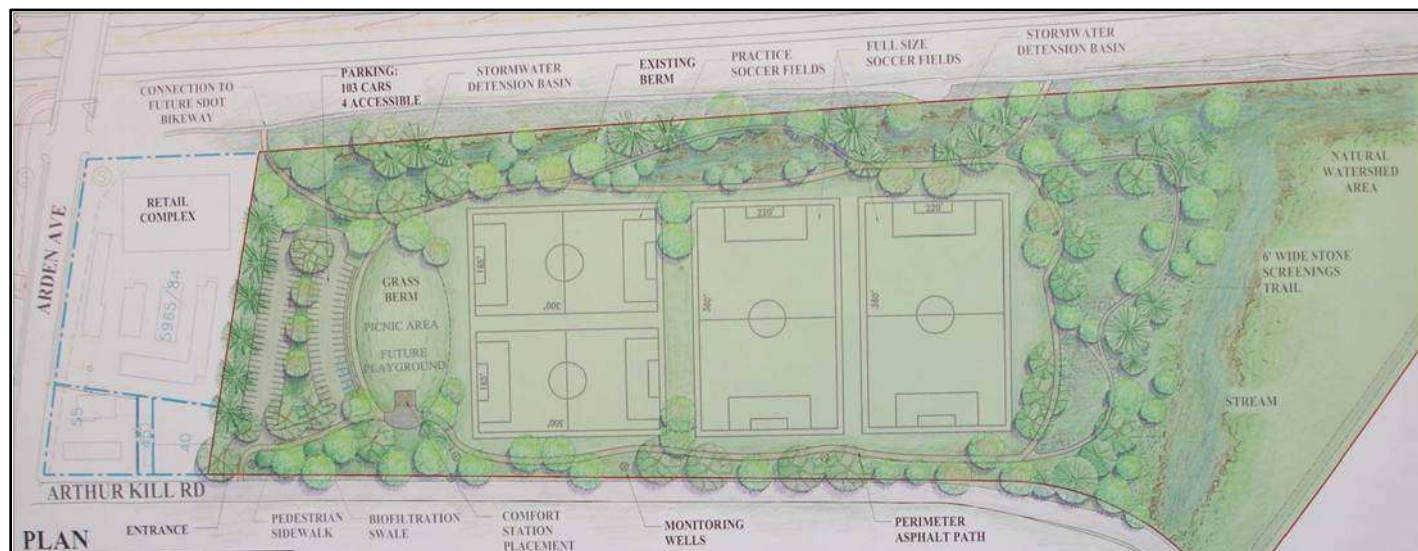 CONNECTION TO
FUTURE SDOT
BIKEWAY
PARKING:
103 CARS
4 ACCESSIBLE
STORMWATER
DETENSION BASIN
EXISTING
BERM
PRACTICE
SOCCER FIELDS
FULL SIZE
SOCCER FIELDS
STORMWATER
DETENSION BASIN
NATURAL
WATERSHED
AREA
ARDEN AVE
RETAIL
COMPLEX
5965/84
GRASS
BERM
PICNIC AREA
FUTURE
PLAYGROUND
165'
300'
165'
300'
220'
360'
220'
360'
6' WIDE STONE
SCREENINGS
TRAIL
STREAM
55
40
ARTHUR KILL RD
PLAN
ENTRANCE
PEDESTRIAN
SIDEWALK
BIOFILTRATION
SWALE
COMFORT
STATION
PLACEMENT
MONITORING
WELLS
PERIMETER
ASPHALT PATH